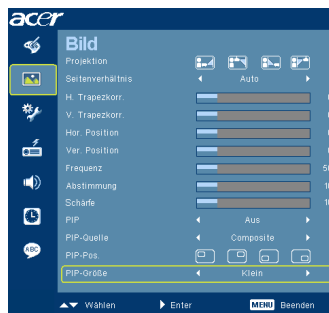 acer
Bild
Projektion
Seitenverhältnis Auto
H. Trapezkorr.
V. Trapezkorr.
Hor. Position
Ver. Position
Frequenz
Abstimmung
Schärfe
PIP Aus
PIP-Quelle Composite
PIP-Pos.
PIP-Größe Klein
ABC
Wählen Enter MENU Beenden